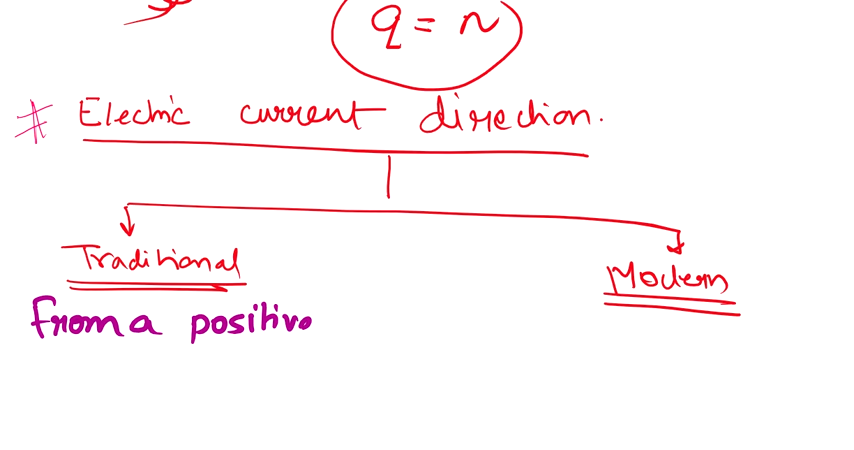 q = n
# Electric current direction.
Traditional
Modern
From a positive